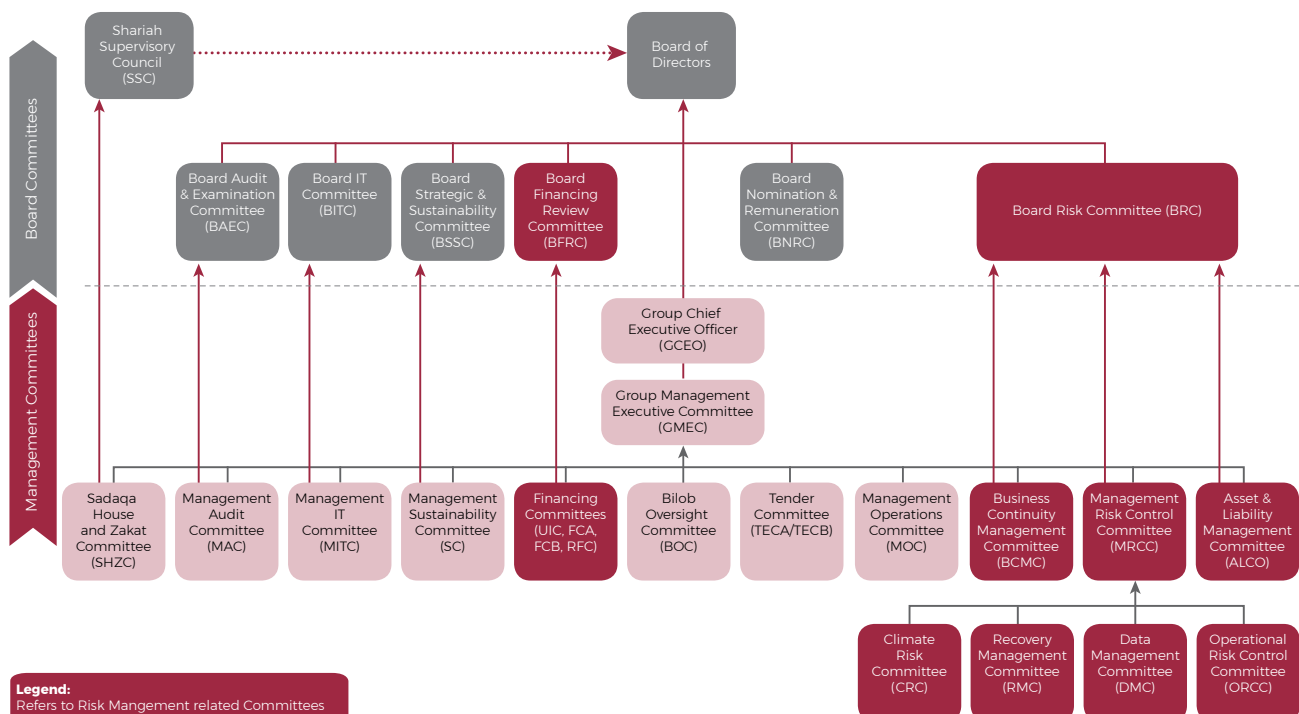 Shariah
Supervisory
Council
(SSC)
Board of
Directors
Board Committees
Board Audit
& Examination
Committee
(BAEC)
Board IT
Committee
(BITC)
Board
Strategic &
Sustainability
Committee
(BSSC)
Board
Financing
Review
Committee
(BFRC)
Board
Nomination &
Remuneration
Committee
(BNRC)
Board Risk Committee (BRC)
Management Committees
Group Chief
Executive Officer
(GCEO)
Group Management
Executive Committee
(GMEC)
Sadaqa
House
and Zakat
Committee
(SHZC)
Management
Audit
Committee
(MAC)
Management
IT
Committee
(MITC)
Management
Sustainability
Committee
(SC)
Financing
Committees
(UIC, FCA,
FCB, RFC)
Bilob
Oversight
Committee
(BOC)
Tender
Committee
(TECA/TECB)
Management
Operations
Committee
(MOC)
Business
Continuity
Management
Committee
(BCMC)
Management
Risk Control
Committee
(MRCC)
Asset &
Liability
Management
Committee
(ALCO)
Climate
Risk
Committee
(CRC)
Recovery
Management
Committee
(RMC)
Data
Management
Committee
(DMC)
Operational
Risk Control
Committee
(ORCC)
Legend:
Refers to Risk Mangement related Committees